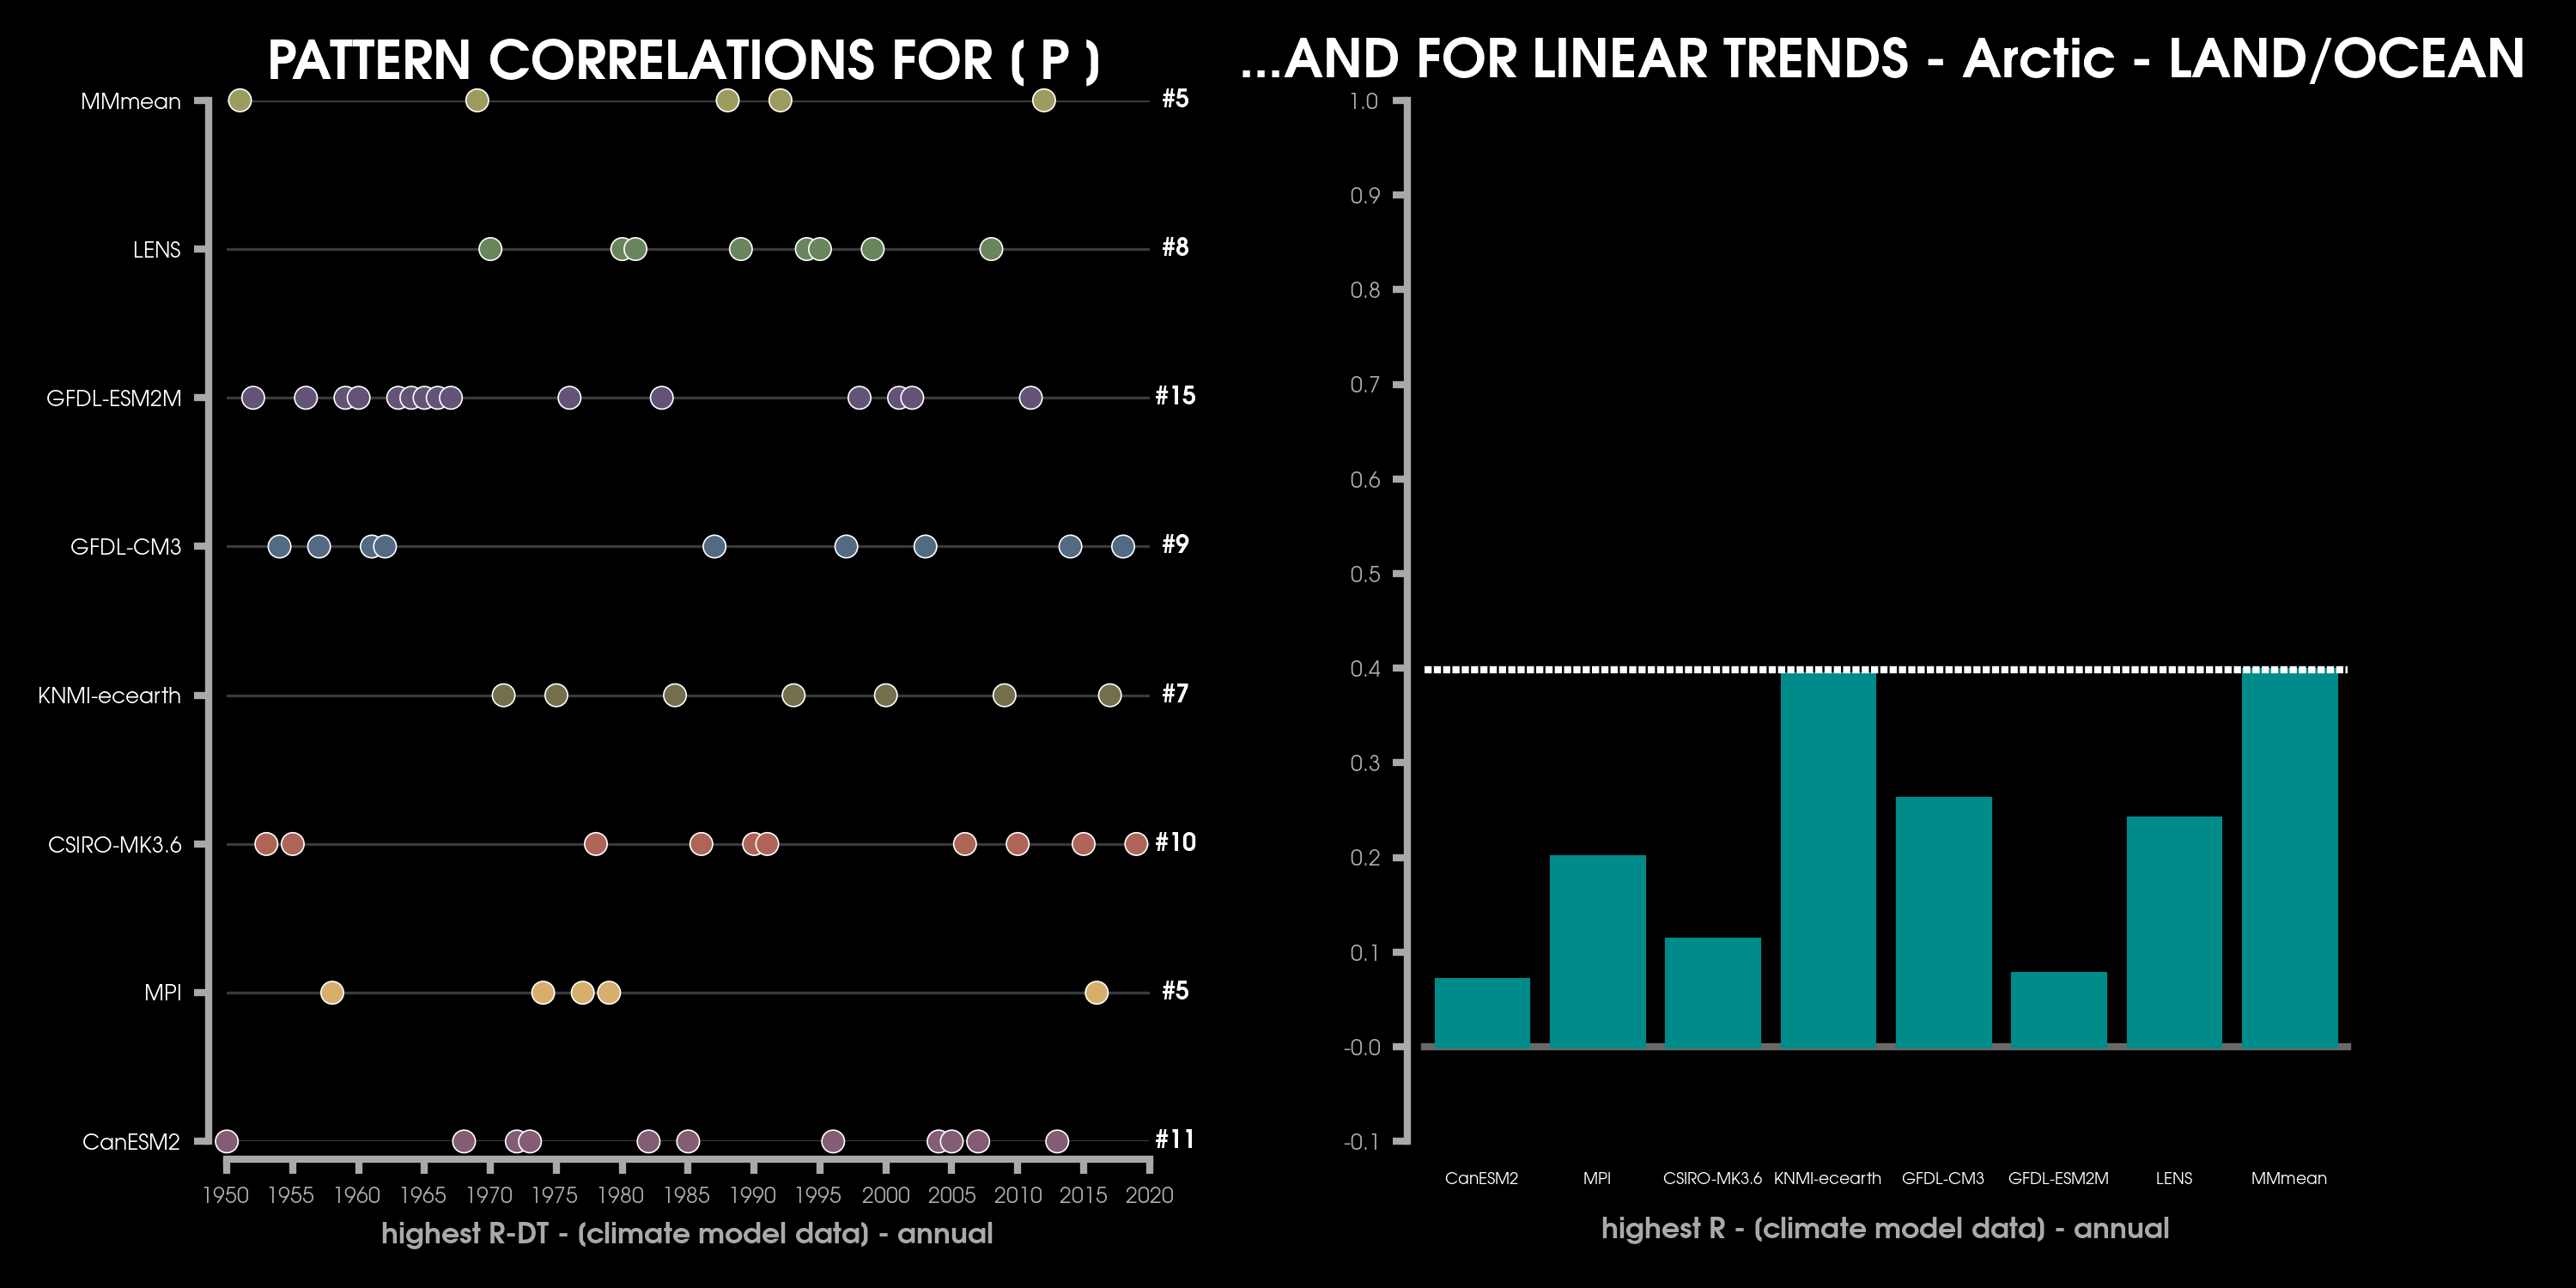 PATTERN CORRELATIONS FOR ( P )
MMmean #5
LENS #8
GFDL-ESM2M #15
GFDL-CM3 #9
KNMI-ecearth #7
CSIRO-MK3.6 #10
MPI #5
CanESM2 #11
1950 1955 1960 1965 1970 1975 1980 1985 1990 1995 2000 2005 2010 2015 2020
highest R-DT - (climate model data) - annual
...AND FOR LINEAR TRENDS - Arctic - LAND/OCEAN
1.0
0.9
0.8
0.7
0.6
0.5
0.4
0.3
0.2
0.1
-0.0
-0.1
CanESM2 MPI CSIRO-MK3.6 KNMI-ecearth GFDL-CM3 GFDL-ESM2M LENS MMmean
highest R - (climate model data) - annual